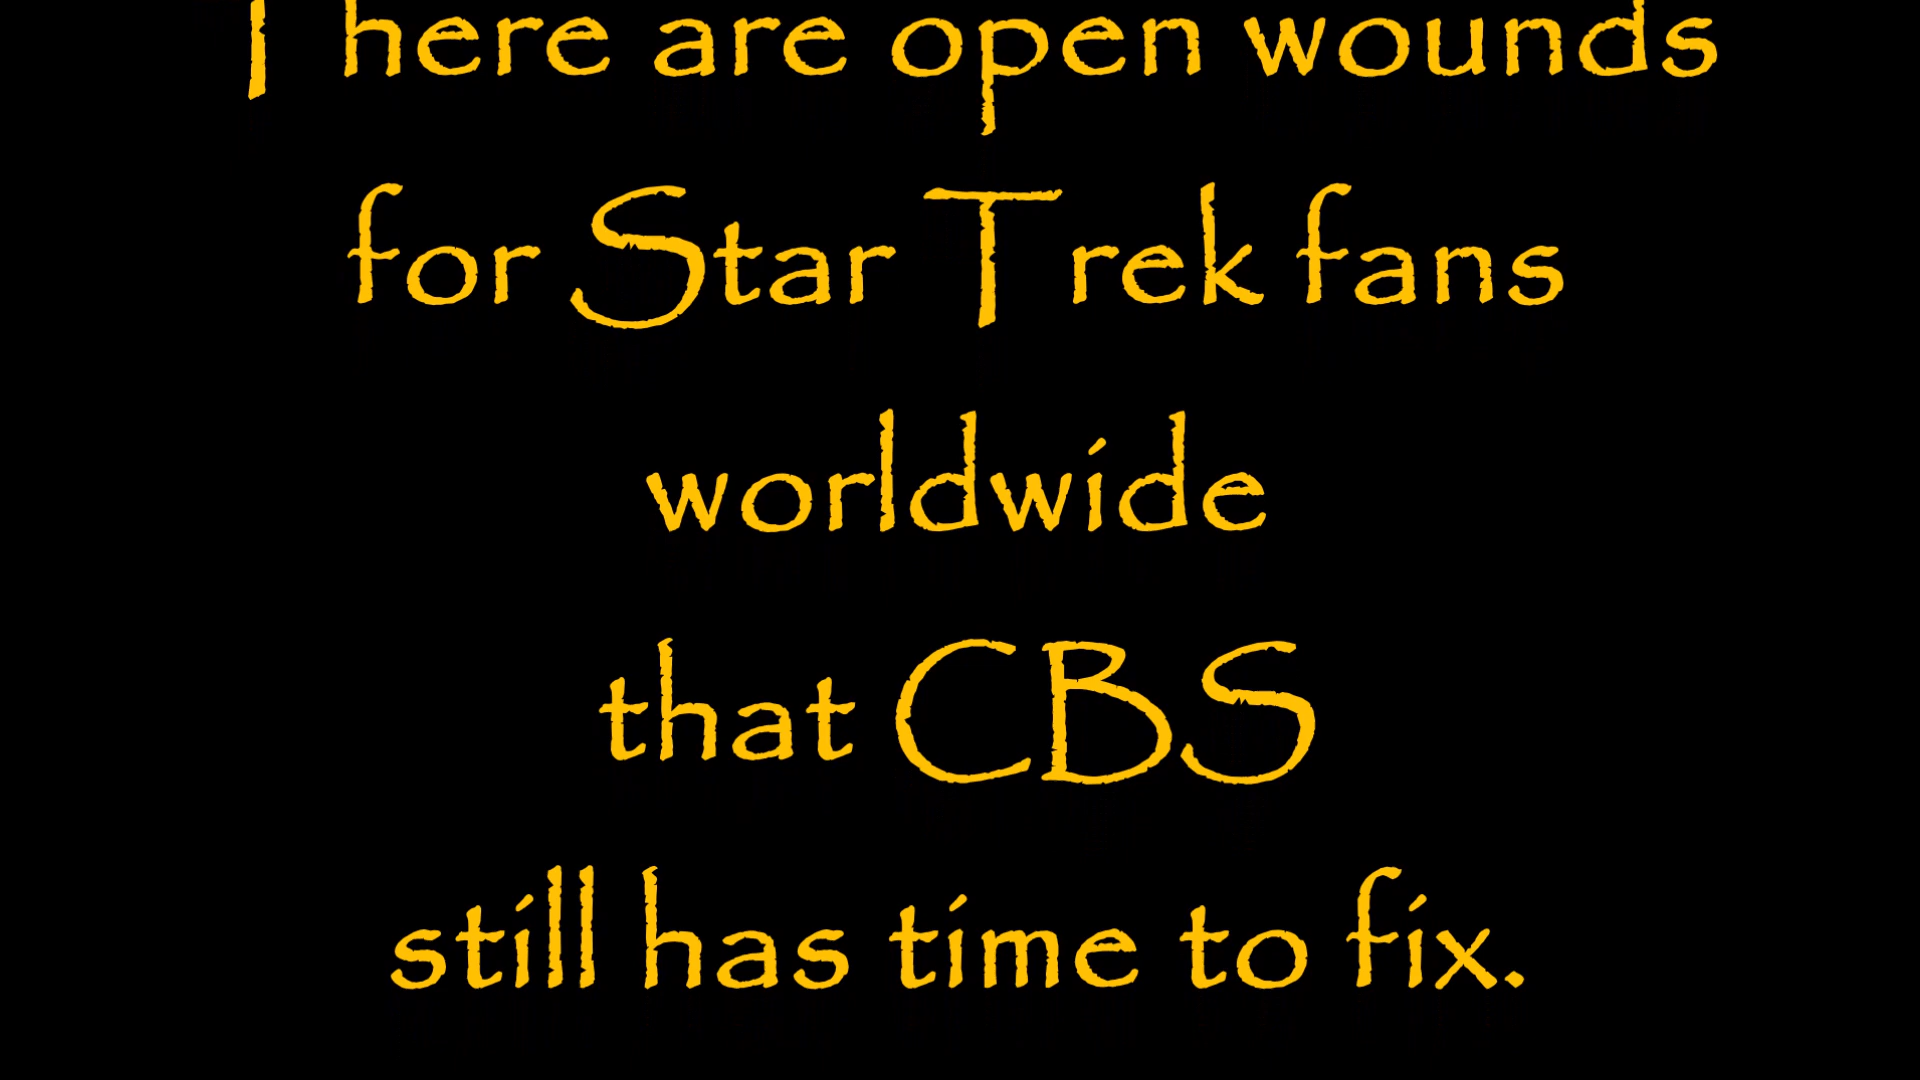 There are open wounds
for Star Trek fans
worldwide
that CBS
still has time to fix.